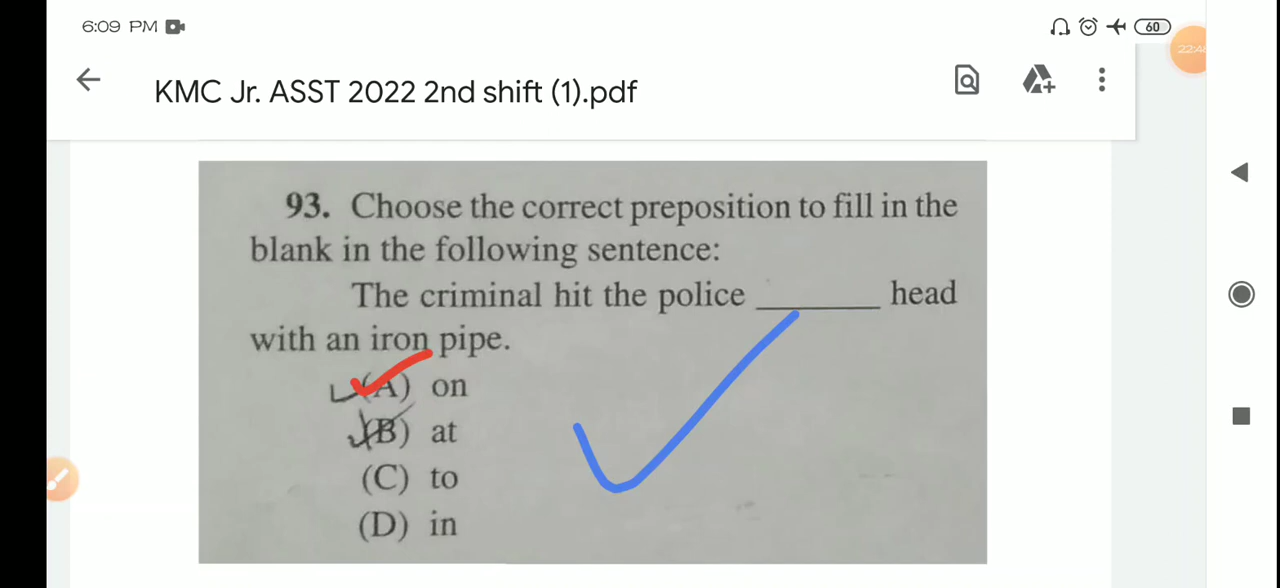 6:09 PM
60
22:48
KMC Jr. ASST 2022 2nd shift (1).pdf
93. Choose the correct preposition to fill in the
blank in the following sentence:
The criminal hit the police ________ head
with an iron pipe.
(A) on
(B) at
(C) to
(D) in